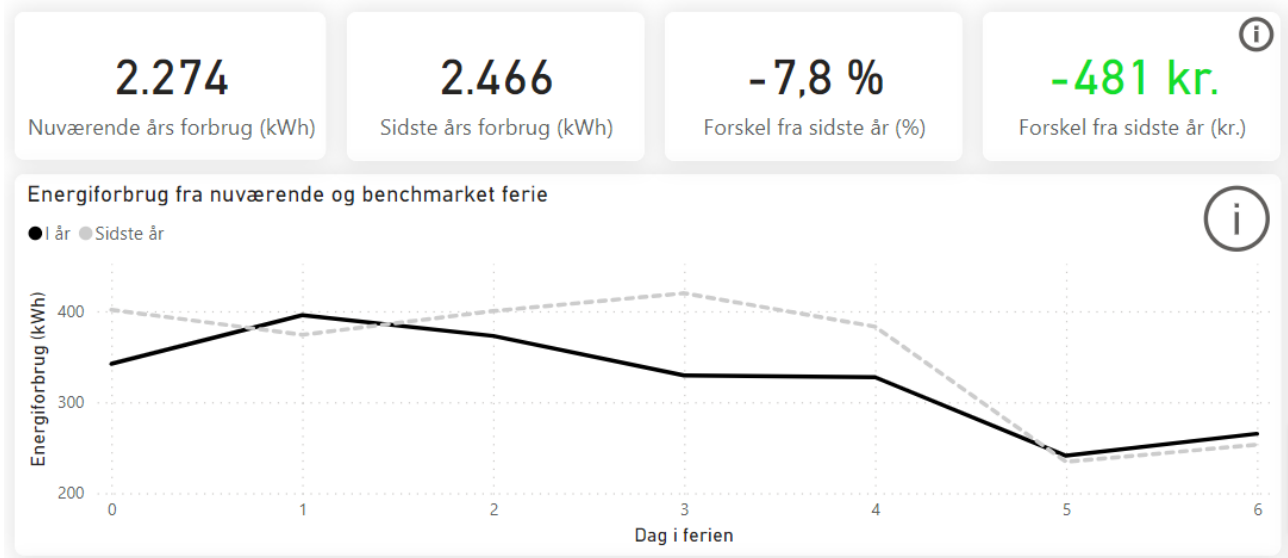 2.274
Nuværende års forbrug (kWh)
2.466
Sidste års forbrug (kWh)
-7,8 %
Forskel fra sidste år (%)
-481 kr.
Forskel fra sidste år (kr.)
i
Energiforbrug fra nuværende og benchmarket ferie
i
I år Sidste år
Energiforbrug (kWh)
400
300
200
0 1 2 3 4 5 6
Dag i ferien